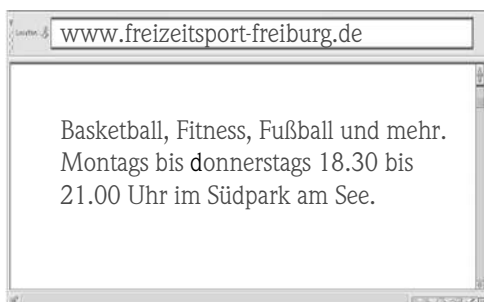 Location:
www.freizeitsport-freiburg.de
Basketball, Fitness, Fußball und mehr.
Montags bis donnerstags 18.30 bis
21.00 Uhr im Südpark am See.